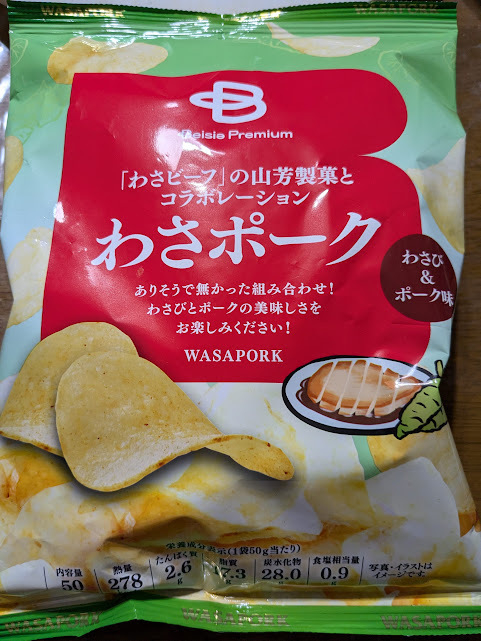 WASAPORK WASAPORK WASAPORK
Beisia Premium
「わさビーフ」の山芳製菓と
コラボレーション
わさポーク
わさび
&
ポーク味
ありそうで無かった組み合わせ!
わさびとポークの美味しさを
お楽しみください!
WASAPORK
栄養成分表示(1袋50g当たり)
内容量 50
熱量 278
たんぱく質 2.6 g
脂質 7.3
炭水化物 28.0 g
食塩相当量 0.9 g
写真・イラストは
イメージです。
WASAPORK WASAPORK WASAPORK